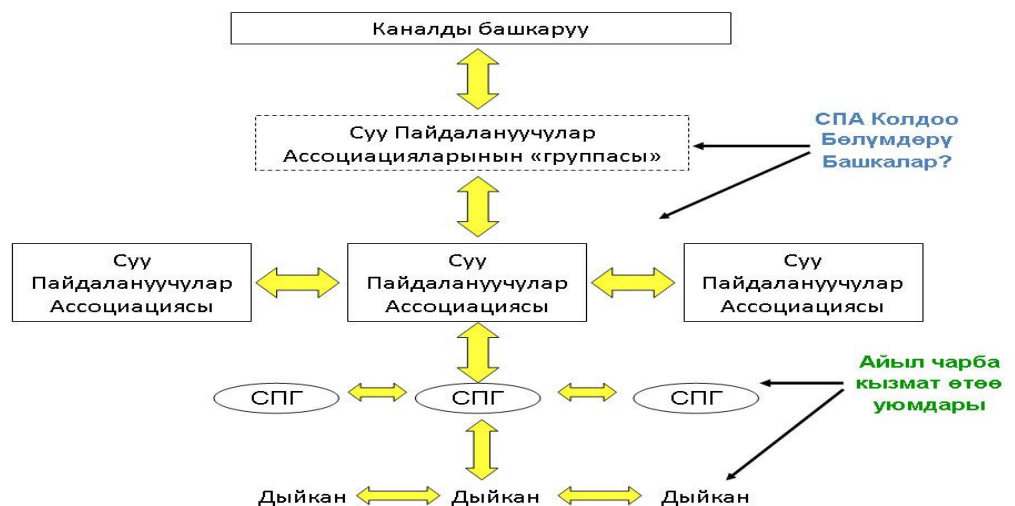 Каналды башкаруу
Суу Пайдалануучулар
Ассоциацияларынын «группасы»
СПА Колдоо
Бөлүмдөрү
Башкалар?
Суу
Пайдалануучулар
Ассоциациясы
Суу
Пайдалануучулар
Ассоциациясы
Суу
Пайдалануучулар
Ассоциациясы
СПГ
СПГ
СПГ
Айыл чарба
кызмат өтөө
уюмдары
Дыйкан
Дыйкан
Дыйкан